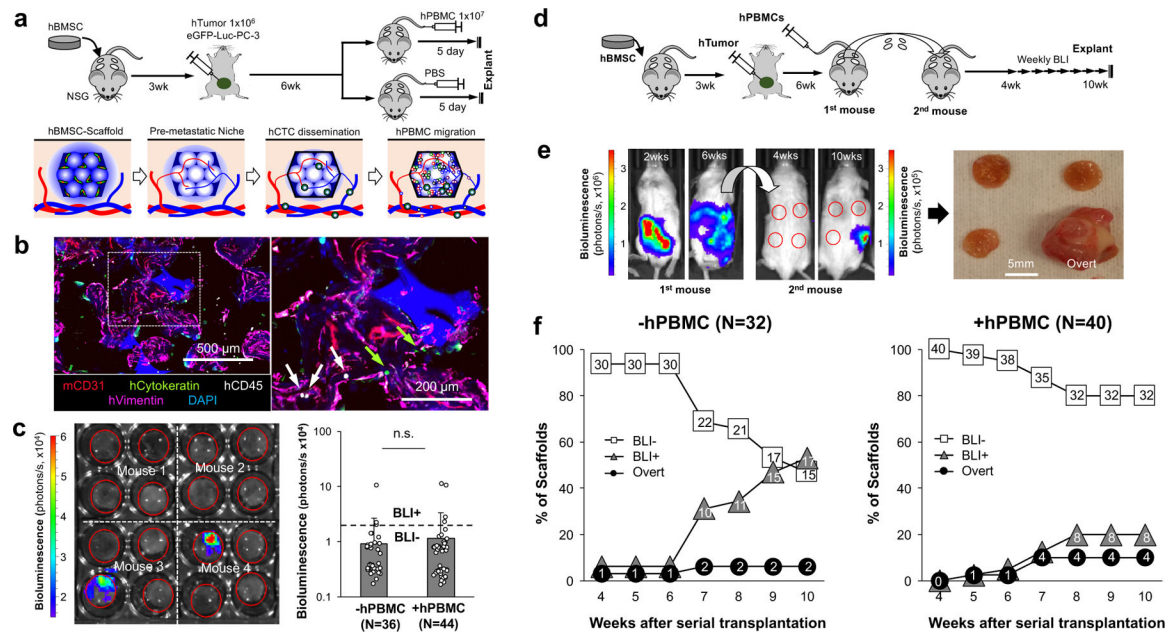 a
hBMSC
hTumor 1x10⁶
eGFP-Luc-PC-3
hPBMC 1x10⁷
5 day
NSG
3wk
6wk
PBS
5 day
Explant
hBMSC-Scaffold
Pre-metastatic Niche
hCTC dissemination
hPBMC migration
b
500 µm
200 µm
mCD31 hCytokeratin hCD45
hVimentin DAPI
c
Bioluminescence (photons/s, x10⁴)
6
5
4
3
2
Mouse 1
Mouse 2
Mouse 3
Mouse 4
Bioluminescence (photons/s x10⁴)
100
10
1
0.1
n.s.
BLI+
BLI-
-hPBMC
(N=36)
+hPBMC
(N=44)
d
hBMSC
hTumor
hPBMCs
3wk
6wk
1st mouse
2nd mouse
Weekly BLI
4wk
Explant
10wk
e
Bioluminescence
(photons/s, x10⁶)
3
2
1
2wks
6wks
4wks
10wks
1st mouse
2nd mouse
3
2
1
Bioluminescence
(photons/s, x10⁵)
5mm
Overt
f
-hPBMC (N=32)
% of Scaffolds
100
80
60
40
20
0
BLI-
BLI+
Overt
30 30 30 22 21 17 15
10 11 15 17
1 1 1 2 2 2 2
4 5 6 7 8 9 10
Weeks after serial transplantation
+hPBMC (N=40)
% of Scaffolds
100
80
60
40
20
0
BLI-
BLI+
Overt
40 39 38 35 32 32 32
8 8 8
0 1 1 4 4 4 4
4 5 6 7 8 9 10
Weeks after serial transplantation